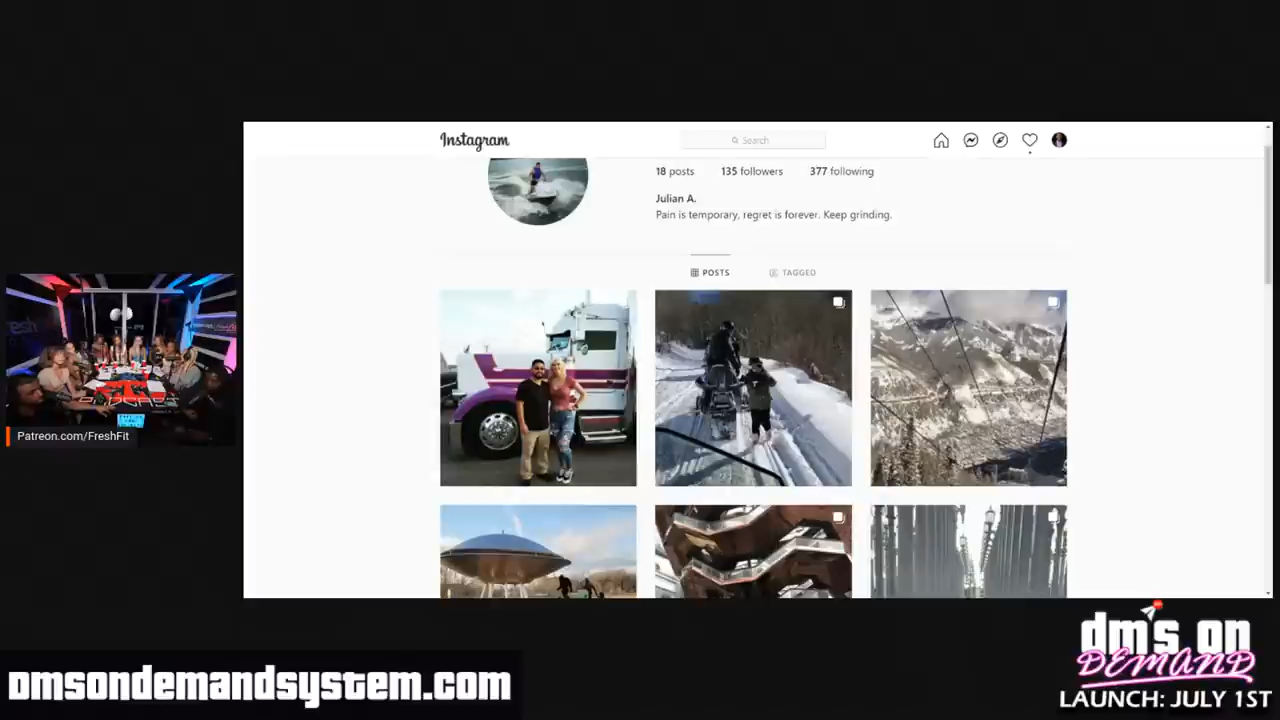 Instagram
Search
18 posts 135 followers 377 following
Julian A.
Pain is temporary, regret is forever. Keep grinding.
POSTS TAGGED
Patreon.com/FreshFit
dmsondemandsystem.com
dm's on
DEMAND
LAUNCH: JULY 1ST